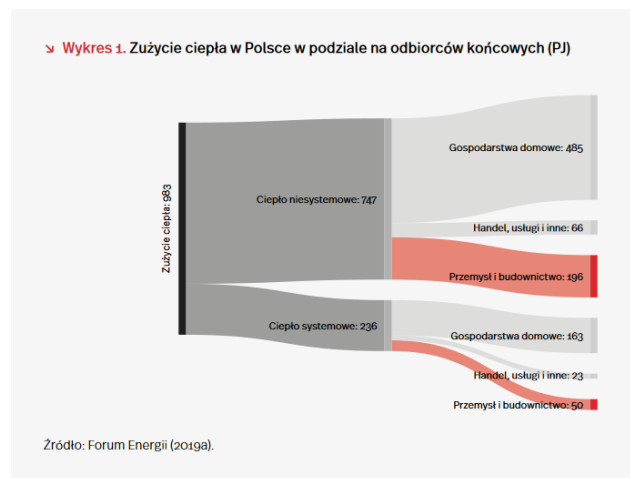 ↘ Wykres 1. Zużycie ciepła w Polsce w podziale na odbiorców końcowych (PJ)
Zużycie ciepła: 983
Ciepło niesystemowe: 747
Gospodarstwa domowe: 485
Handel, usługi i inne: 66
Przemysł i budownictwo: 196
Ciepło systemowe: 236
Gospodarstwa domowe: 163
Handel, usługi i inne: 23
Przemysł i budownictwo: 50
Źródło: Forum Energii (2019a).